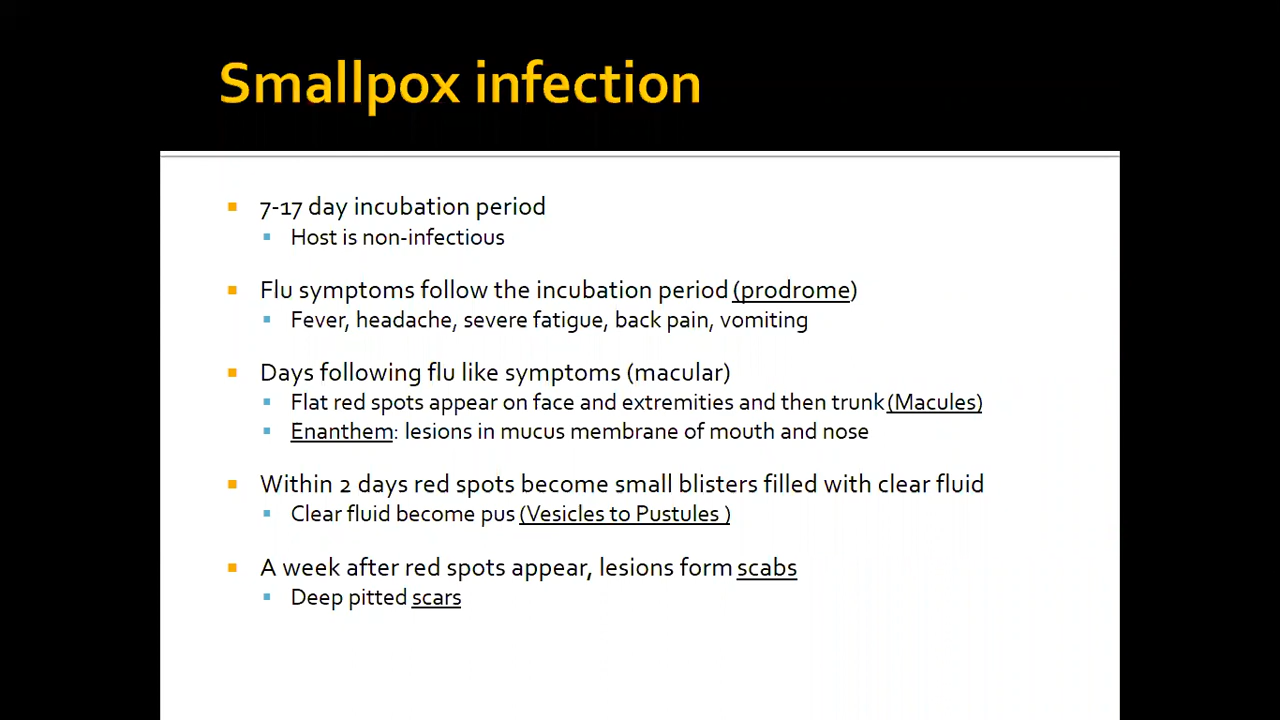 Smallpox infection
7-17 day incubation period
Host is non-infectious
Flu symptoms follow the incubation period (prodrome)
Fever, headache, severe fatigue, back pain, vomiting
Days following flu like symptoms (macular)
Flat red spots appear on face and extremities and then trunk (Macules)
Enanthem: lesions in mucus membrane of mouth and nose
Within 2 days red spots become small blisters filled with clear fluid
Clear fluid become pus (Vesicles to Pustules )
A week after red spots appear, lesions form scabs
Deep pitted scars